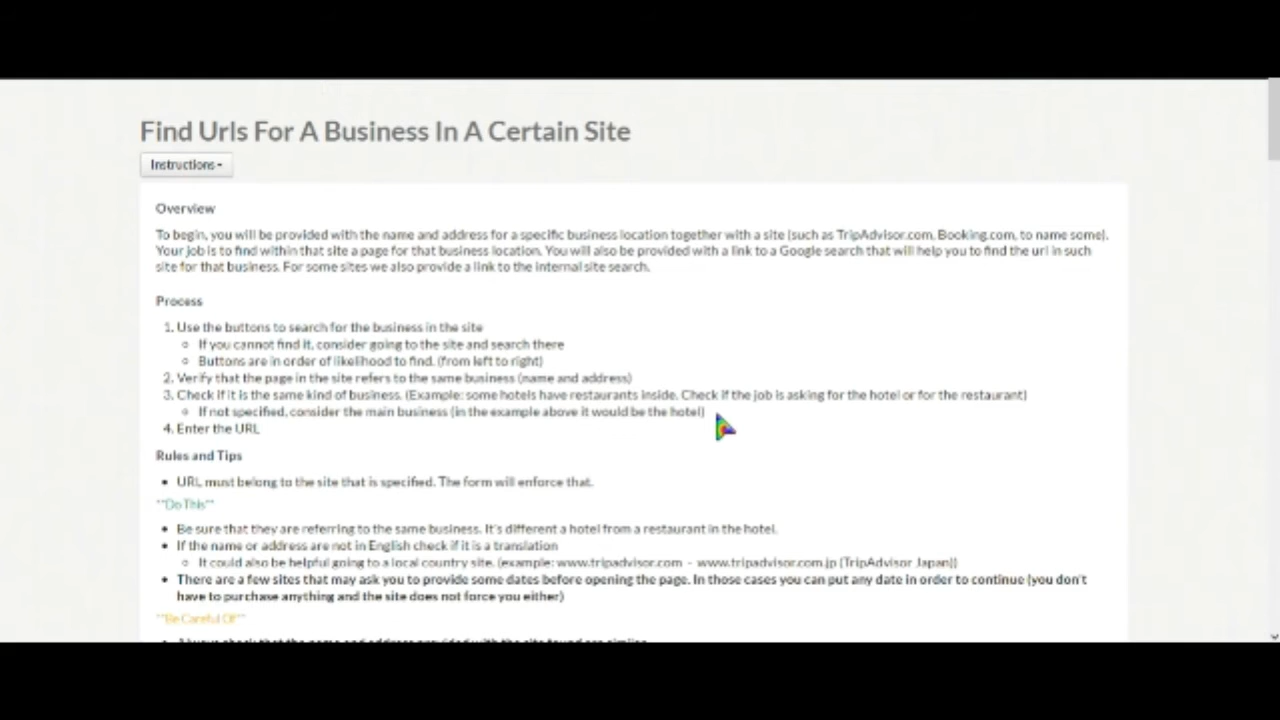 Find Urls For A Business In A Certain Site
Instructions
Overview
To begin, you will be provided with the name and address for a specific business location together with a site (such as TripAdvisor.com, Booking.com, to name some).
Your job is to find within that site a page for that business location. You will also be provided with a link to a Google search that will help you to find the url in such
site for that business. For some sites we also provide a link to the internal site search.
Process
1. Use the buttons to search for the business in the site
If you cannot find it, consider going to the site and search there
Buttons are in order of likelihood to find. (from left to right)
2. Verify that the page in the site refers to the same business (name and address)
3. Check if it is the same kind of business. (Example: some hotels have restaurants inside. Check if the job is asking for the hotel or for the restaurant)
If not specified, consider the main business (in the example above it would be the hotel)
4. Enter the URL
Rules and Tips
URL must belong to the site that is specified. The form will enforce that.
**Do This**
Be sure that they are referring to the same business. It's different a hotel from a restaurant in the hotel.
If the name or address are not in English check if it is a translation
It could also be helpful going to a local country site. (example: www.tripadvisor.com - www.tripadvisor.com.jp (TripAdvisor Japan))
There are a few sites that may ask you to provide some dates before opening the page. In those cases you can put any date in order to continue (you don't
have to purchase anything and the site does not force you either)
**Be Careful Of**
Always check that the name and address provided with the site found are similar